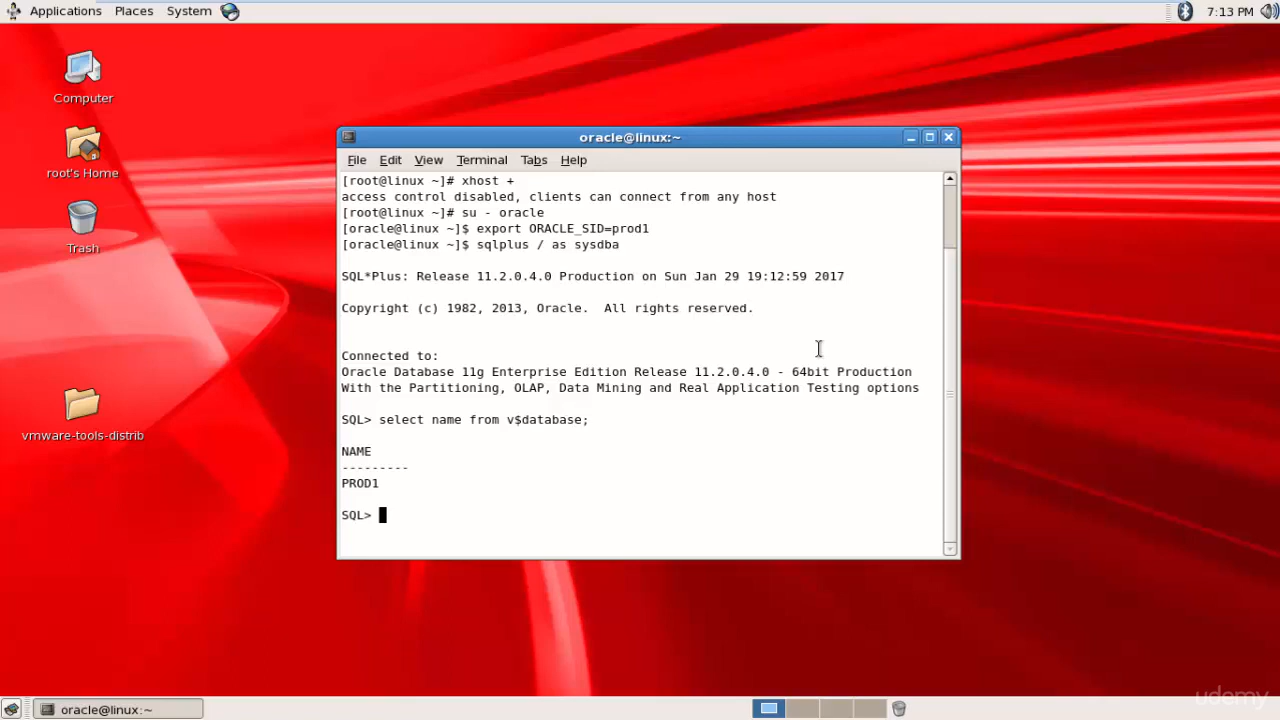 Applications Places System
7:13 PM
Computer
root's Home
Trash
vmware-tools-distrib
oracle@linux:~
File Edit View Terminal Tabs Help
[root@linux ~]# xhost +
access control disabled, clients can connect from any host
[root@linux ~]# su - oracle
[oracle@linux ~]$ export ORACLE_SID=prod1
[oracle@linux ~]$ sqlplus / as sysdba
SQL*Plus: Release 11.2.0.4.0 Production on Sun Jan 29 19:12:59 2017
Copyright (c) 1982, 2013, Oracle.  All rights reserved.
Connected to:
Oracle Database 11g Enterprise Edition Release 11.2.0.4.0 - 64bit Production
With the Partitioning, OLAP, Data Mining and Real Application Testing options
SQL> select name from v$database;
NAME
---------
PROD1
SQL>
oracle@linux:~
udemy